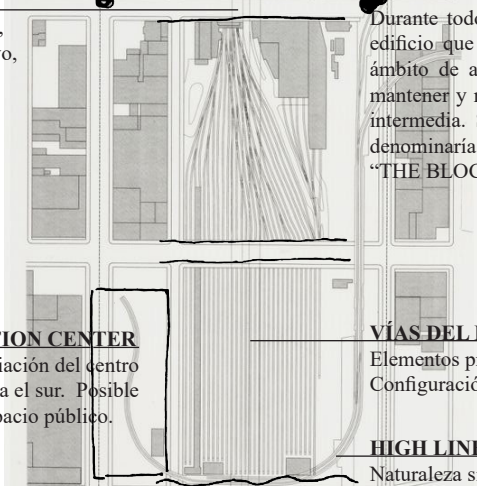 Durante todo
edificio que
ámbito de a
mantener y
intermedia.
denominaría
“THE BLOC
vo,
ION CENTER
iación del centro
a el sur. Posible
pacio público.
VÍAS DEL
Elementos p
Configuració
HIGH LINE
Naturaleza s